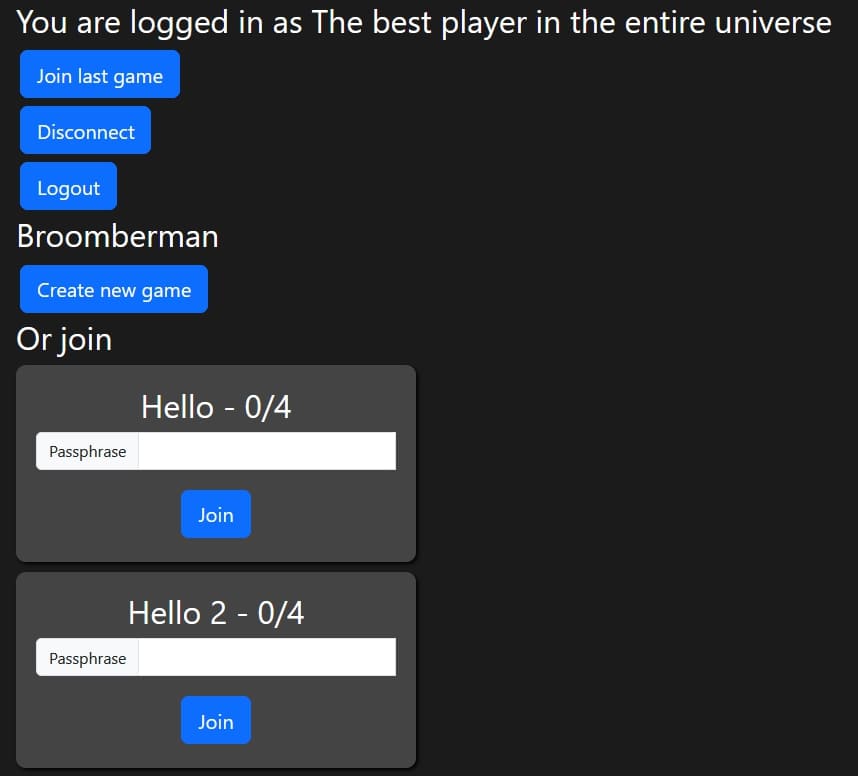 You are logged in as The best player in the entire universe
Join last game
Disconnect
Logout
Broomberman
Create new game
Or join
Hello - 0/4
Passphrase
Join
Hello 2 - 0/4
Passphrase
Join